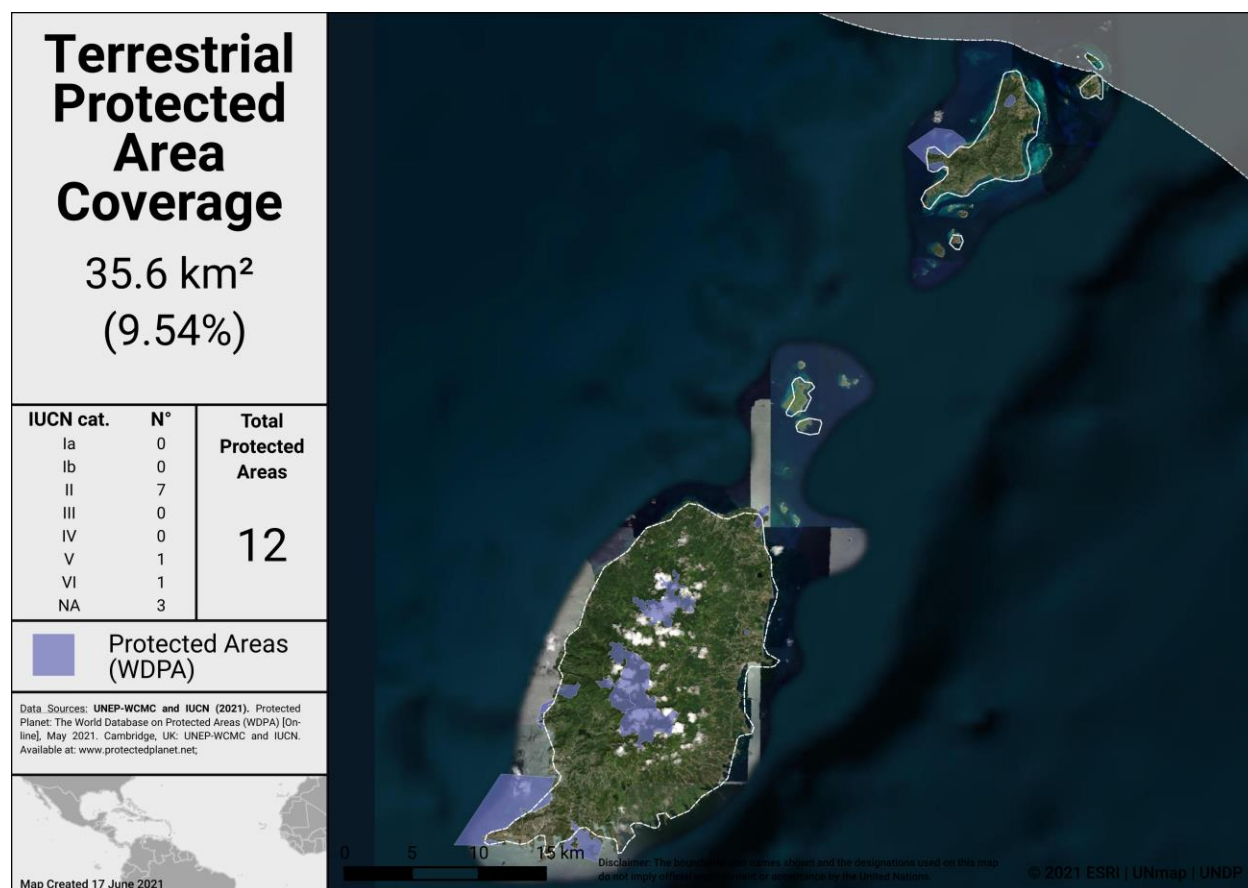 Terrestrial
Protected
Area
Coverage
35.6 km²
(9.54%)
IUCN cat. N°
Ia 0
Ib 0
II 7
III 0
IV 0
V 1
VI 1
NA 3
Total
Protected
Areas
12
Protected Areas
(WDPA)
Data Sources: UNEP-WCMC and IUCN (2021). Protected
Planet: The World Database on Protected Areas (WDPA) [On-
line], May 2021. Cambridge, UK: UNEP-WCMC and IUCN.
Available at: www.protectedplanet.net;
Map Created 17 June 2021
0 5 10 15 km
Disclaimer: The boundaries and names shown and the designations used on this map
do not imply official endorsement or acceptance by the United Nations.
© 2021 ESRI | UNmap | UNDP